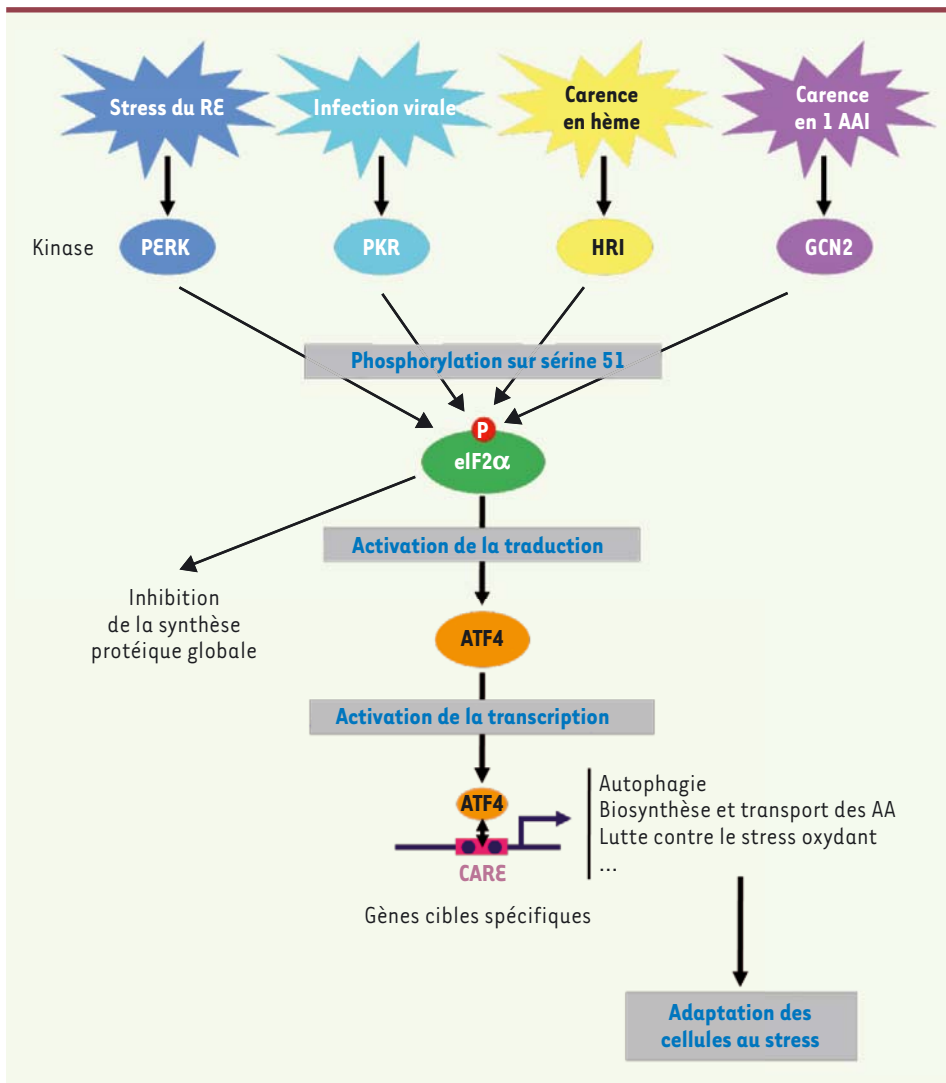 Stress du RE
Infection virale
Carence
en hème
Carence
en 1 AAI
Kinase
PERK
PKR
HRI
GCN2
Phosphorylation sur sérine 51
P
eIF2α
Activation de la traduction
Inhibition
de la synthèse
protéique globale
ATF4
Activation de la transcription
ATF4
CARE
Autophagie
Biosynthèse et transport des AA
Lutte contre le stress oxydant
...
Gènes cibles spécifiques
Adaptation des
cellules au stress